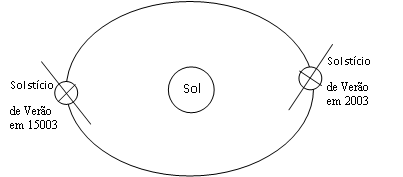 Solstício
de Verão
em 15003
Sol
Solstício
de Verão
em 2003